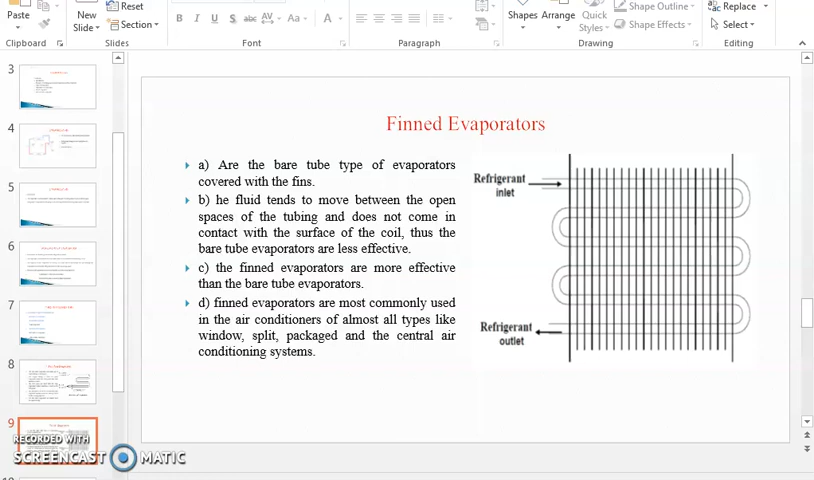 Paste
Clipboard
New
Slide
Reset
Section
Slides
B I U S abc AV Aa A
Font
Paragraph
Shapes Arrange Quick
Styles
Shape Outline
Shape Effects
Drawing
Replace
Select
Editing
3
4
5
6
7
8
9
Finned Evaporators
a) Are the bare tube type of evaporators
covered with the fins.
b) he fluid tends to move between the open
spaces of the tubing and does not come in
contact with the surface of the coil, thus the
bare tube evaporators are less effective.
c) the finned evaporators are more effective
than the bare tube evaporators.
d) finned evaporators are most commonly used
in the air conditioners of almost all types like
window, split, packaged and the central air
conditioning systems.
Refrigerant
inlet
Refrigerant
outlet
RECORDED WITH
SCREENCAST MATIC